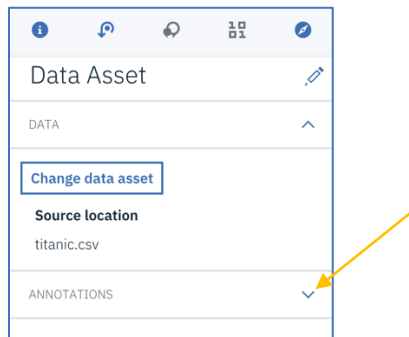 Data Asset
DATA
Change data asset
Source location
titanic.csv
ANNOTATIONS